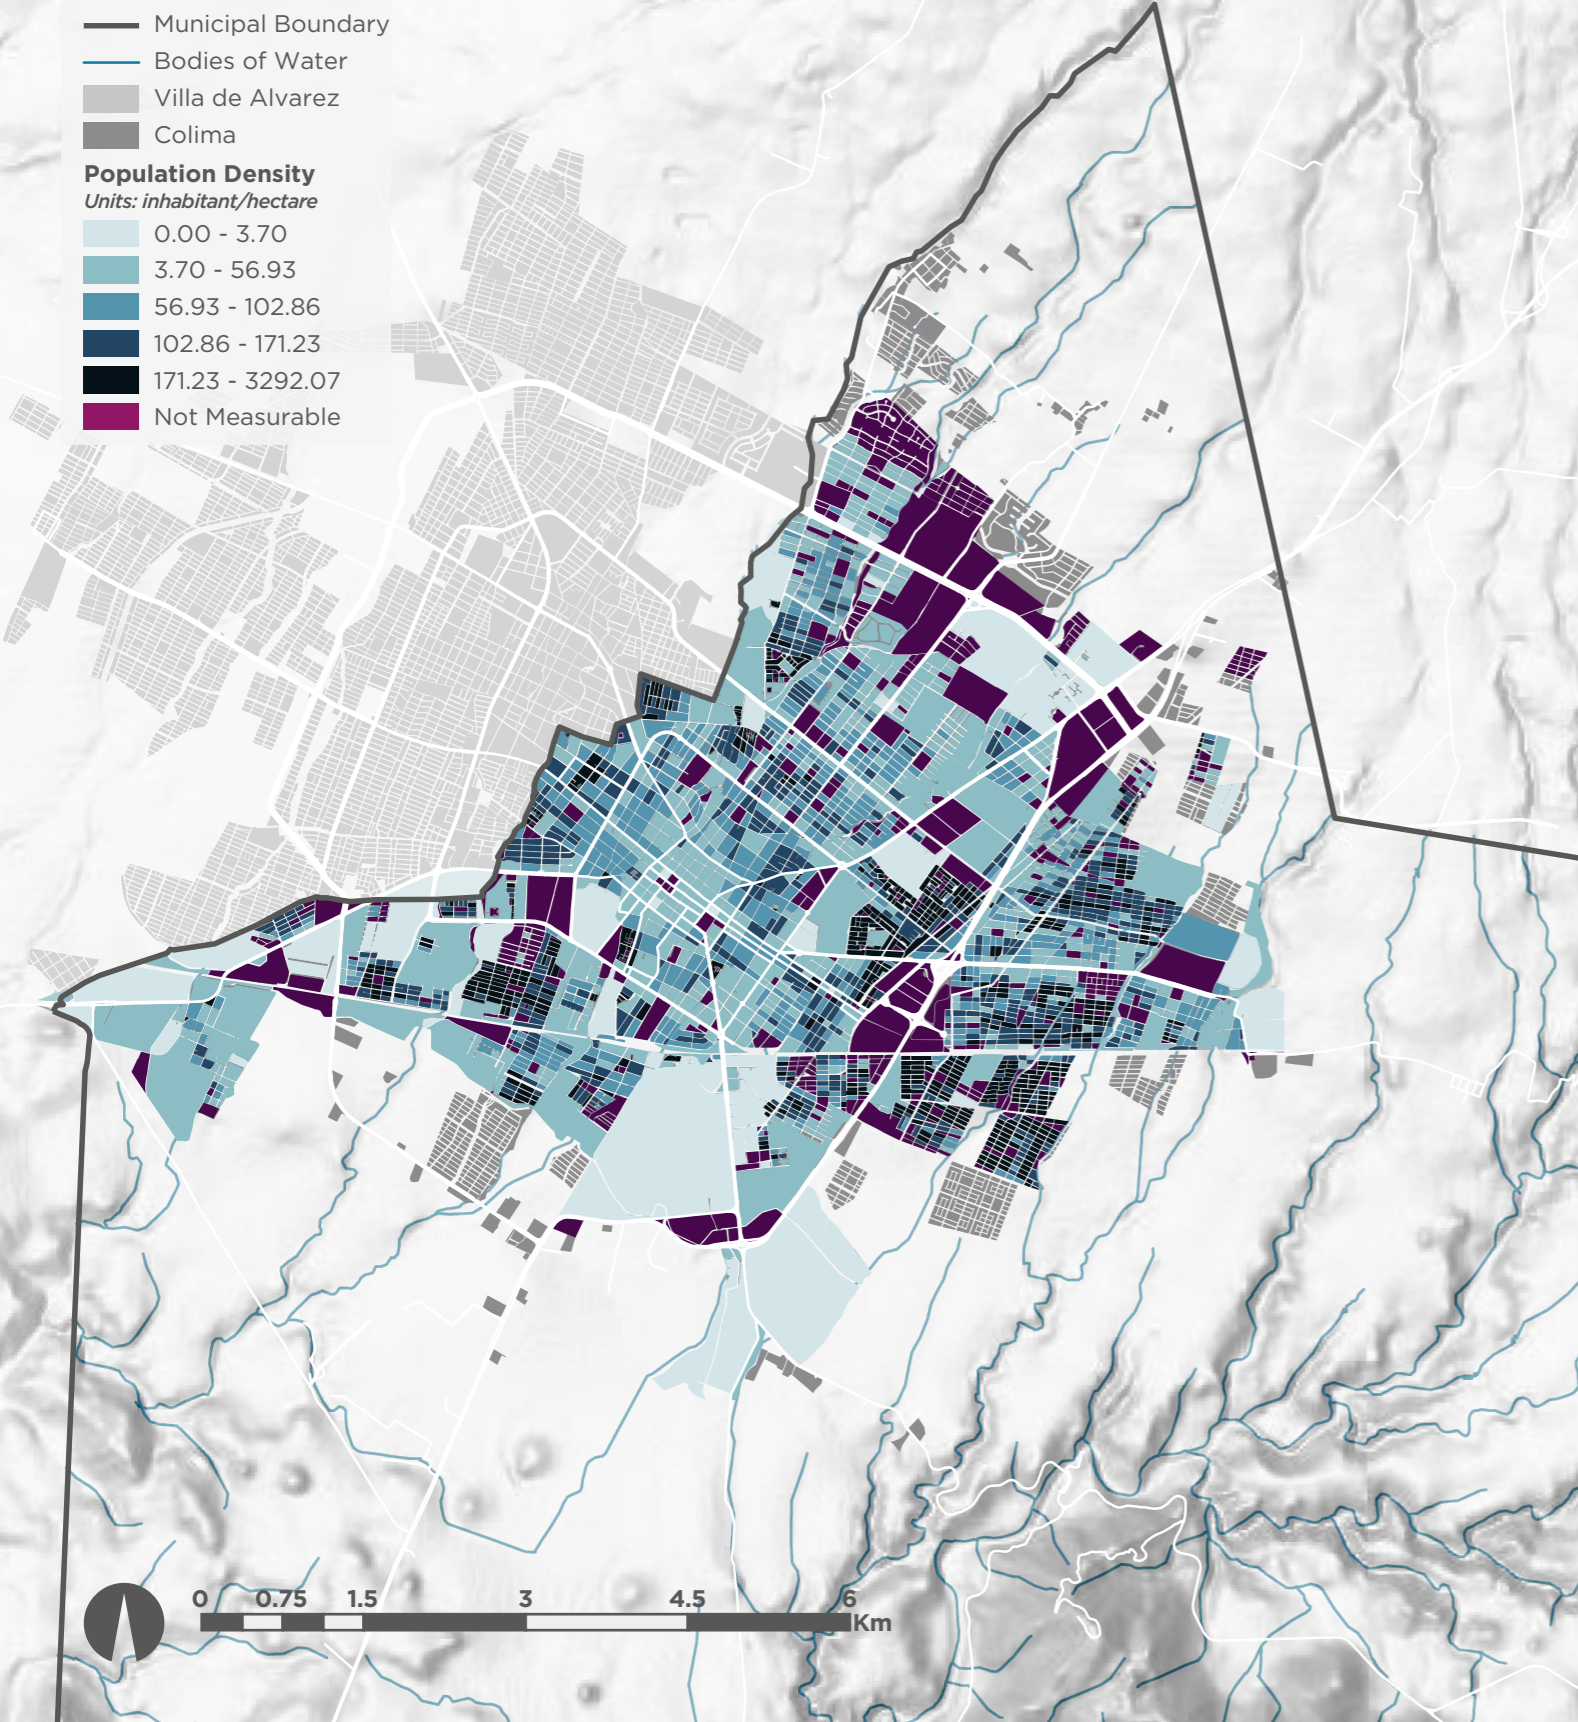 Municipal Boundary
Bodies of Water
Villa de Alvarez
Colima
Population Density
Units: inhabitant/hectare
0.00 - 3.70
3.70 - 56.93
56.93 - 102.86
102.86 - 171.23
171.23 - 3292.07
Not Measurable
0 0.75 1.5 3 4.5 6
Km